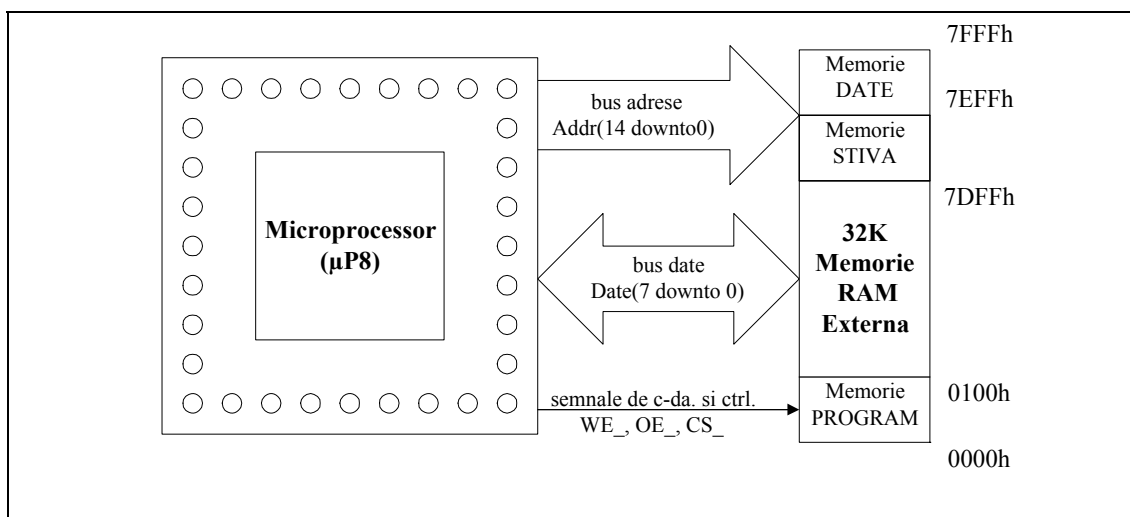 7FFFh
Memorie
DATE
7EFFh
bus adrese
Addr(14 downto0)
Memorie
STIVA
7DFFh
Microprocessor
(µP8)
32K
Memorie
RAM
Externa
bus date
Date(7 downto 0)
semnale de c-da. si ctrl.
WE_, OE_, CS_
Memorie
PROGRAM
0100h
0000h